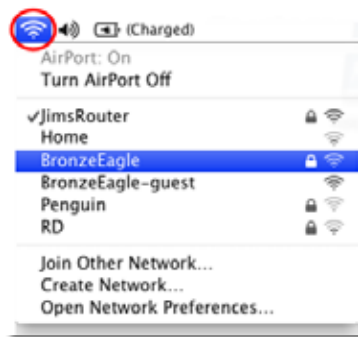 (Charged)
AirPort: On
Turn AirPort Off
✓JimsRouter
Home
BronzeEagle
BronzeEagle-guest
Penguin
RD
Join Other Network...
Create Network...
Open Network Preferences...